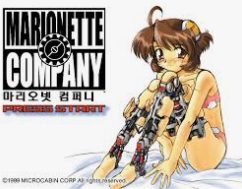 MARIONETTE
COMPANY
마리오넷 컴퍼니
PRESS START
©1999 MICROCABIN CORP. All rights reserved.